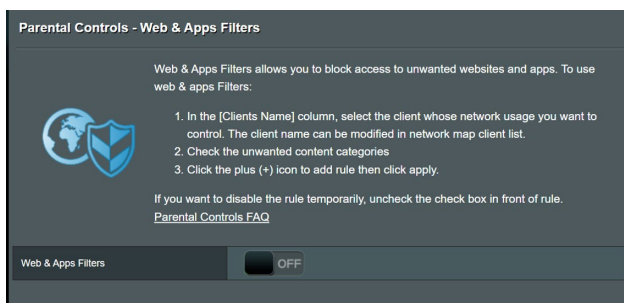 Parental Controls - Web & Apps Filters
Web & Apps Filters allows you to block access to unwanted websites and apps. To use
web & apps Filters:
1. In the [Clients Name] column, select the client whose network usage you want to
control. The client name can be modified in network map client list.
2. Check the unwanted content categories
3. Click the plus (+) icon to add rule then click apply.
If you want to disable the rule temporarily, uncheck the check box in front of rule.
Parental Controls FAQ
Web & Apps Filters
OFF